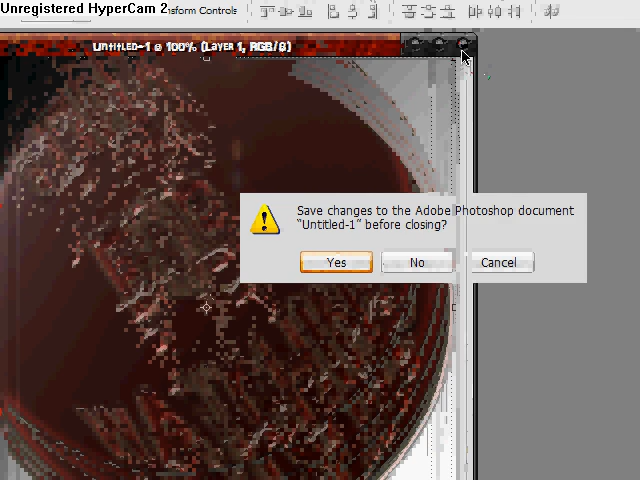 Unregistered HyperCam 2
nsform Controls
Untitled-1 @ 100% (Layer 1, RGB/8)
Save changes to the Adobe Photoshop document
“Untitled-1” before closing?
Yes
No
Cancel